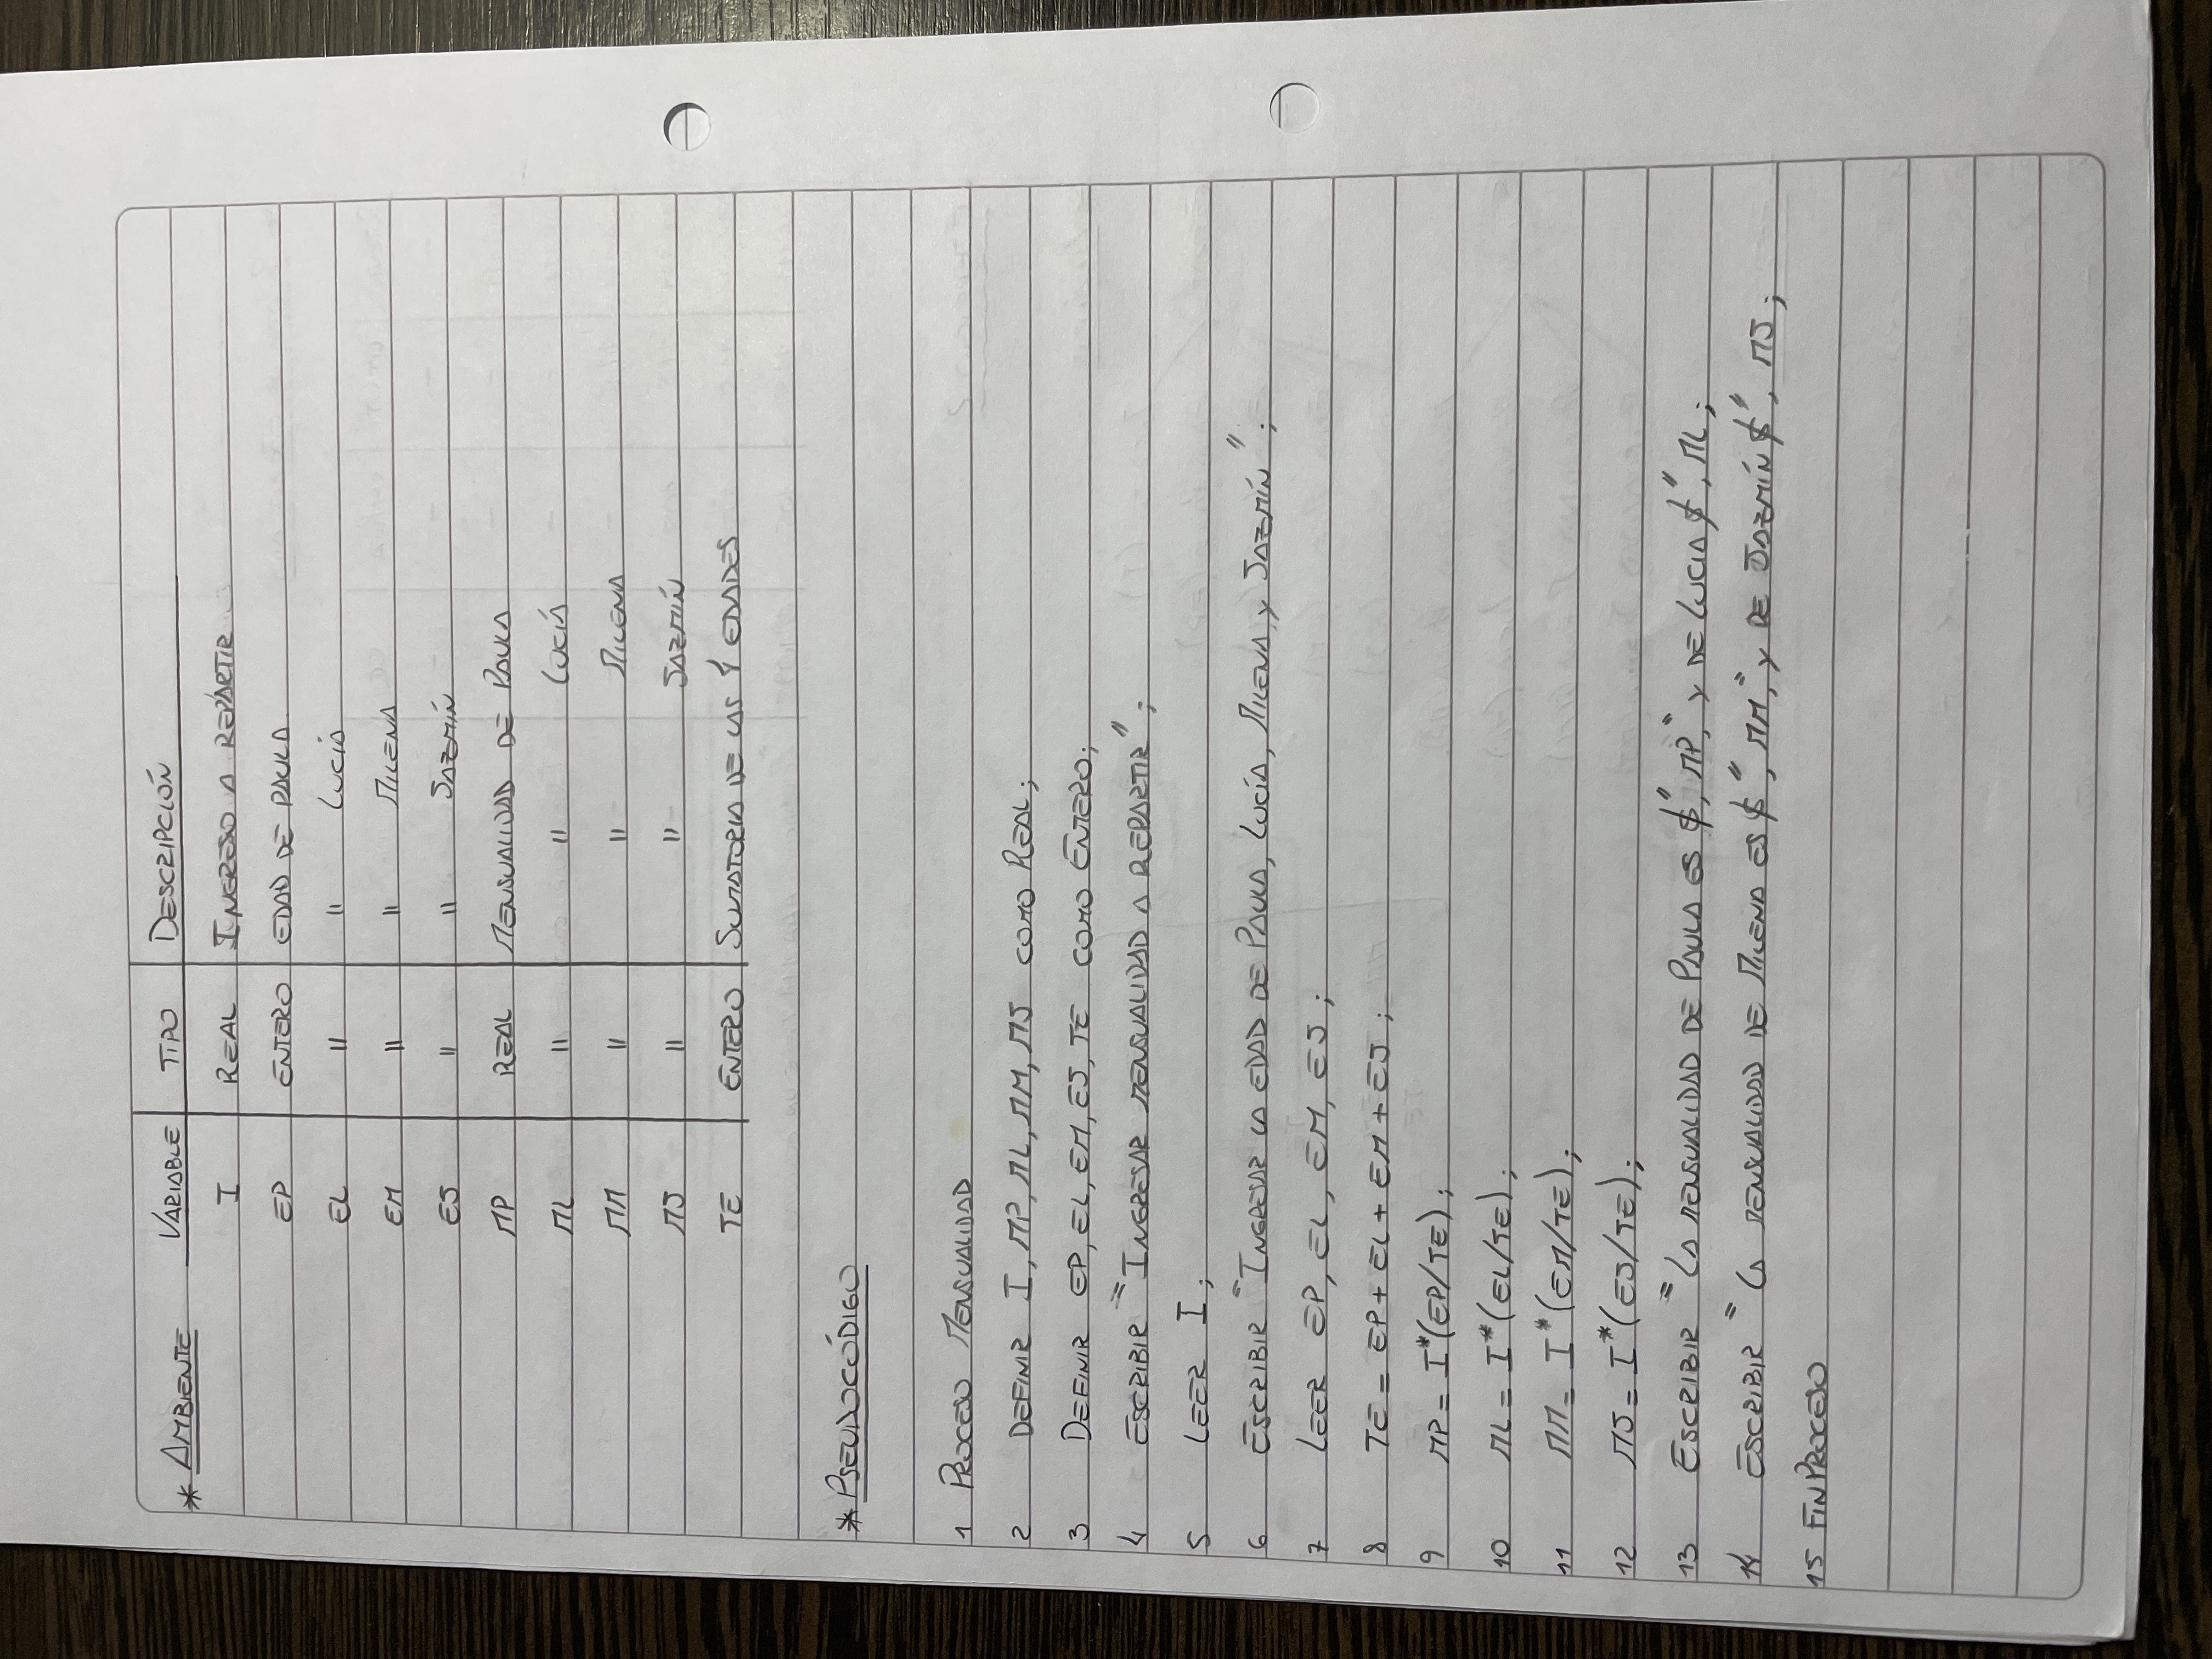 * AMBIENTE VARIABLE TIPO DESCRIPCIÓN
I REAL INGRESO A REPARTIR
EP ENTERO EDAD DE PAULA
EL " " LUCÍA
EM " " MILENA
EJ " " JAZMÍN
MP REAL MENSUALIDAD DE PAULA
ML " " LUCÍA
MM " " MILENA
MJ " " JAZMÍN
TE ENTERO SUMATORIA DE LAS 4 EDADES
* PSEUDOCÓDIGO
1 PROCESO MENSUALIDAD
2 DEFINIR I, MP, ML, MM, MJ COMO REAL;
3 DEFINIR EP, EL, EM, EJ, TE COMO ENTERO;
4 ESCRIBIR "INGRESAR MENSUALIDAD A REPARTIR";
5 LEER I;
6 ESCRIBIR "INGRESAR LA EDAD DE PAULA, LUCÍA, MILENA y JAZMÍN";
7 LEER EP, EL, EM, EJ;
8 TE = EP + EL + EM + EJ;
9 MP = I*(EP/TE);
10 ML = I*(EL/TE);
11 MM = I*(EM/TE);
12 MJ = I*(EJ/TE);
13 ESCRIBIR "LA MENSUALIDAD DE PAULA ES $", MP, " y DE LUCIA $", ML;
14 ESCRIBIR "LA MENSUALIDAD DE MILENA ES $", MM, " y DE JAZMÍN $", MJ;
15 FINPROCESO